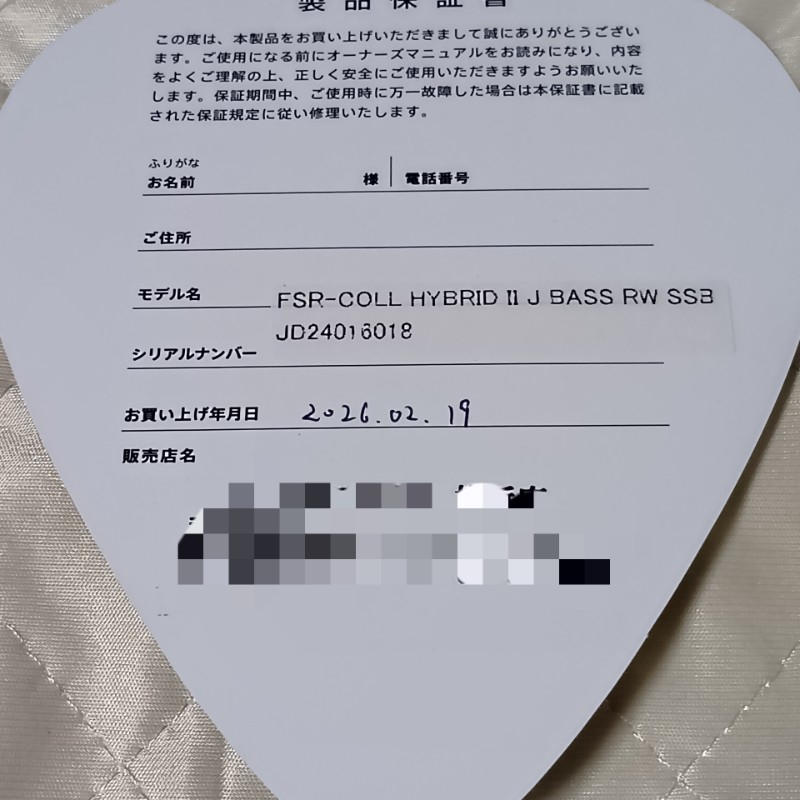 製品保証書
この度は、本製品をお買い上げいただきまして誠にありがとうござい
ます。ご使用になる前にオーナーズマニュアルをお読みになり、内容
をよくご理解の上、正しく安全にご使用いただきますようお願いいた
します。保証期間中、ご使用時に万一故障した場合は本保証書に記載
された保証規定に従い修理いたします。
ふりがな
お名前 様 電話番号
ご住所
モデル名 FSR-COLL HYBRID II J BASS RW SSB
JD24016018
シリアルナンバー
お買い上げ年月日 2026.02.19
販売店名